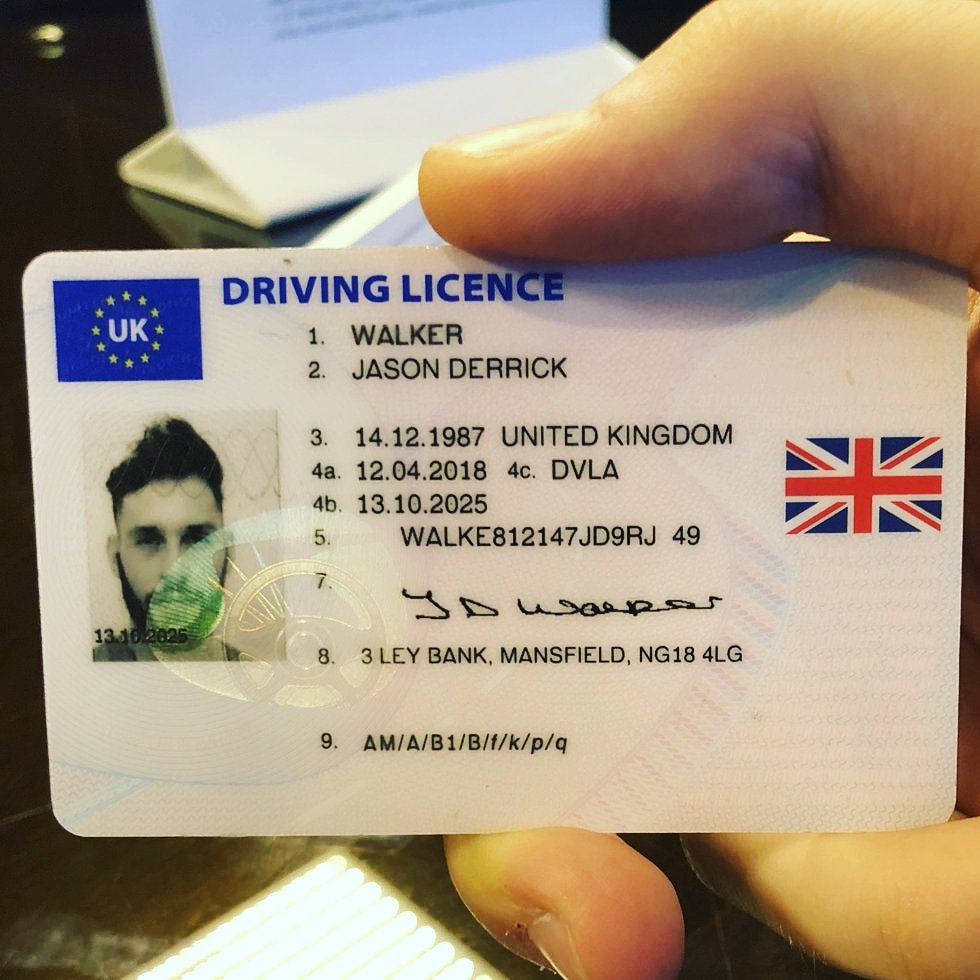 UK
DRIVING LICENCE
1. WALKER
2. JASON DERRICK
3. 14.12.1987 UNITED KINGDOM
4a. 12.04.2018 4c. DVLA
4b. 13.10.2025
5. WALKE812147JD9RJ 49
7. J D Walker
13.10.2025
8. 3 LEY BANK, MANSFIELD, NG18 4LG
9. AM/A/B1/B/f/k/p/q